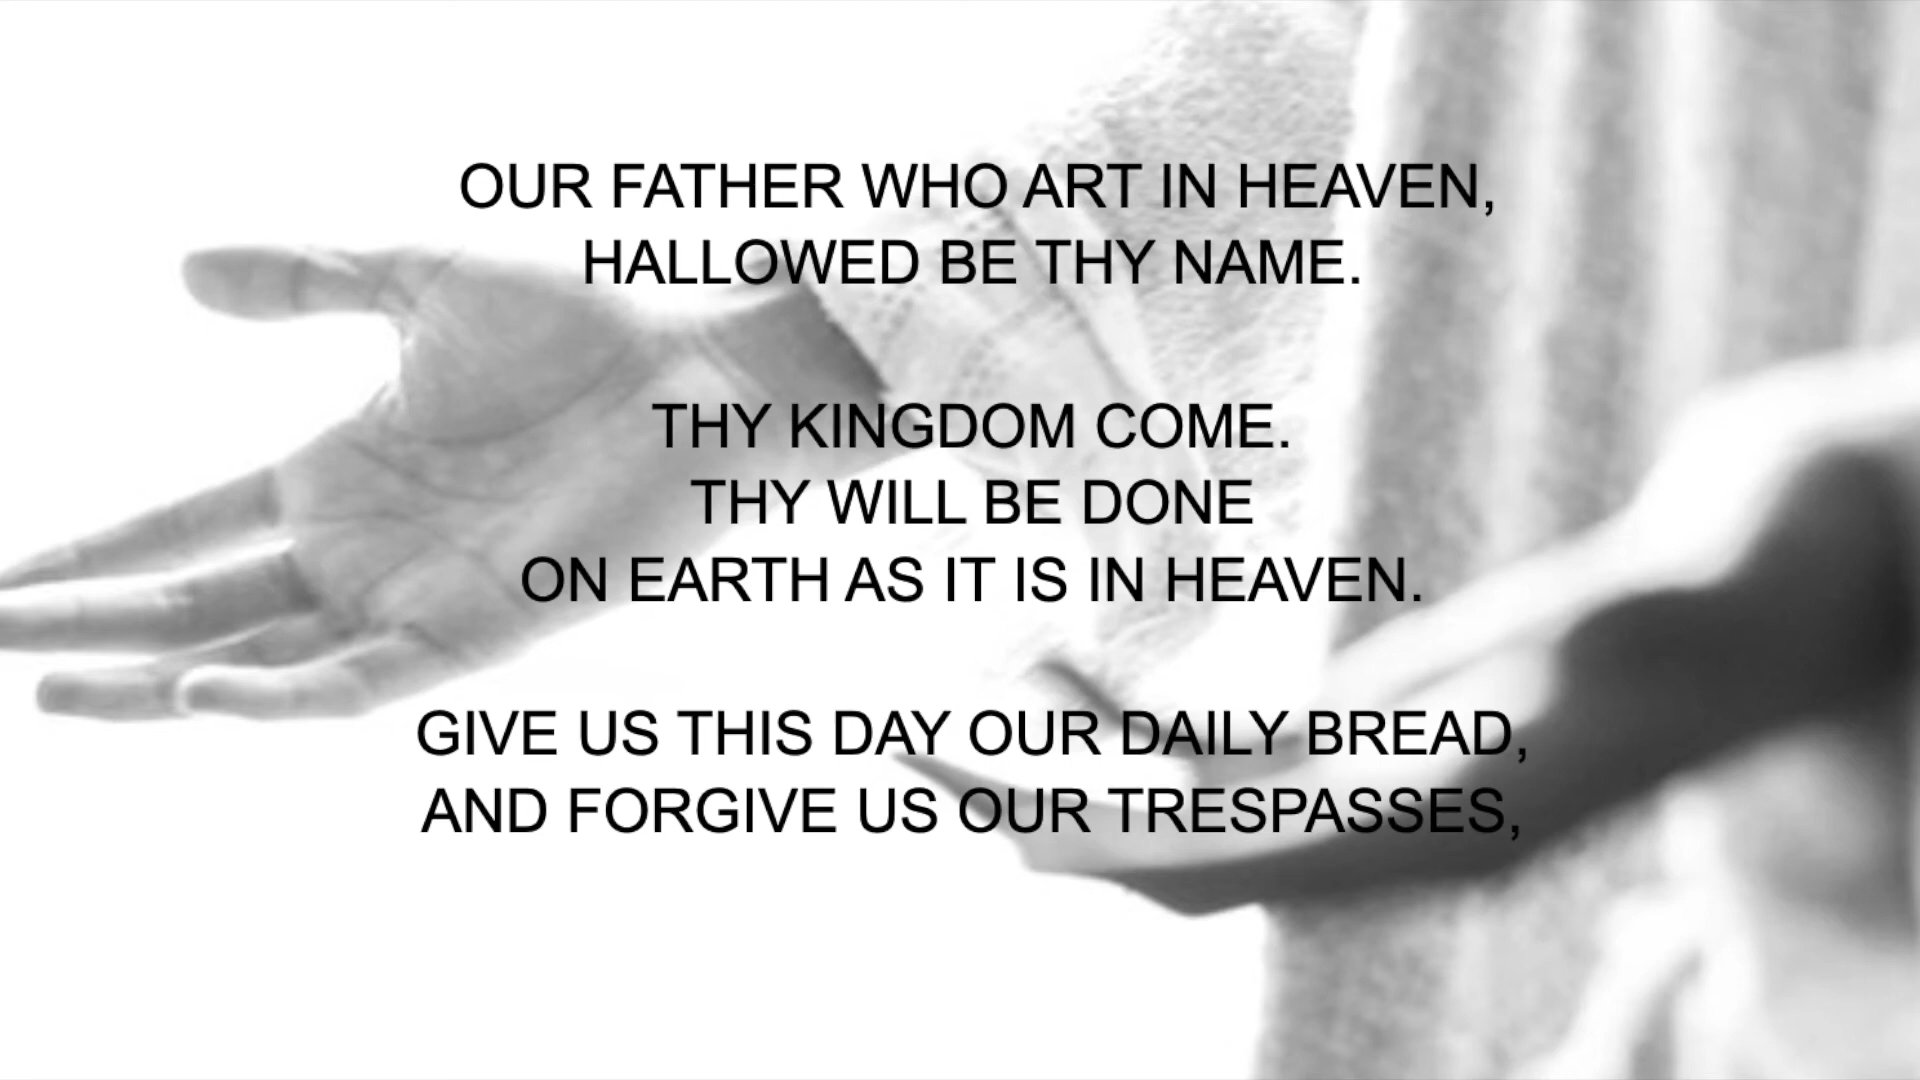 OUR FATHER WHO ART IN HEAVEN,
HALLOWED BE THY NAME.
THY KINGDOM COME.
THY WILL BE DONE
ON EARTH AS IT IS IN HEAVEN.
GIVE US THIS DAY OUR DAILY BREAD,
AND FORGIVE US OUR TRESPASSES,